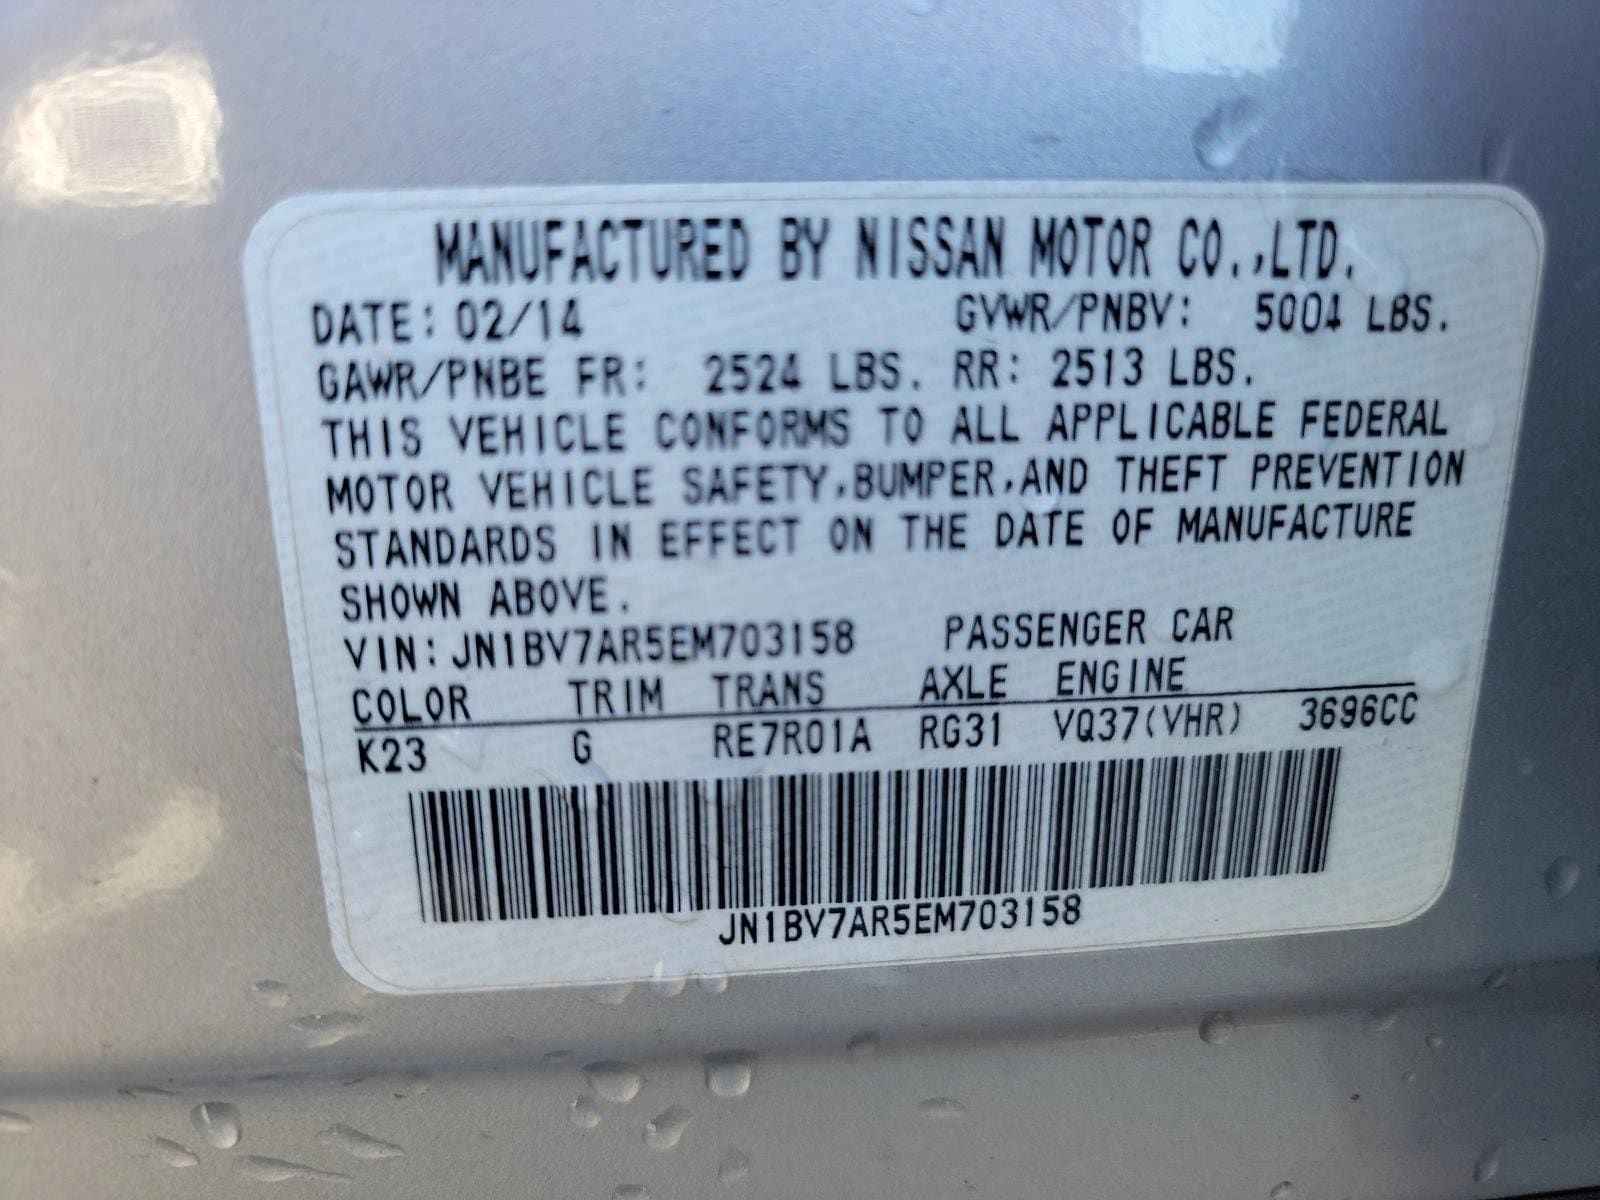 MANUFACTURED BY NISSAN MOTOR CO.,LTD.
DATE: 02/14 GVWR/PNBV: 5004 LBS.
GAWR/PNBE FR: 2524 LBS. RR: 2513 LBS.
THIS VEHICLE CONFORMS TO ALL APPLICABLE FEDERAL
MOTOR VEHICLE SAFETY,BUMPER,AND THEFT PREVENTION
STANDARDS IN EFFECT ON THE DATE OF MANUFACTURE
SHOWN ABOVE.
VIN:JN1BV7AR5EM703158 PASSENGER CAR
COLOR TRIM TRANS AXLE ENGINE
K23 G RE7R01A RG31 VQ37(VHR) 3696CC
JN1BV7AR5EM703158